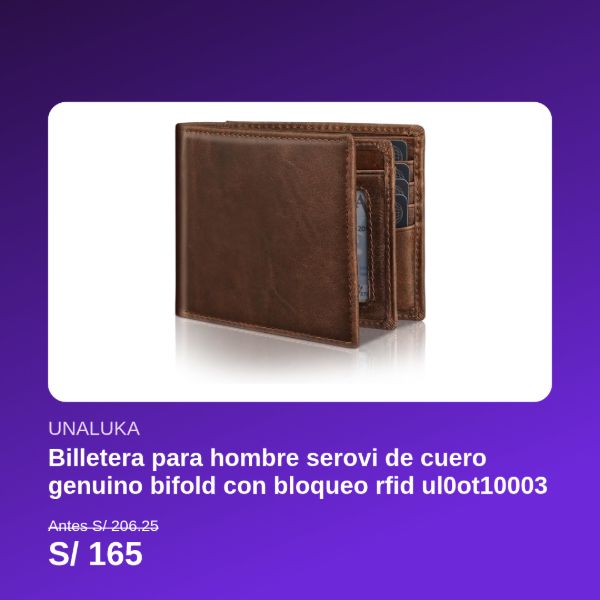 UNALUKA
Billetera para hombre serovi de cuero
genuino bifold con bloqueo rfid ul0ot10003
Antes S/ 206.25
S/ 165